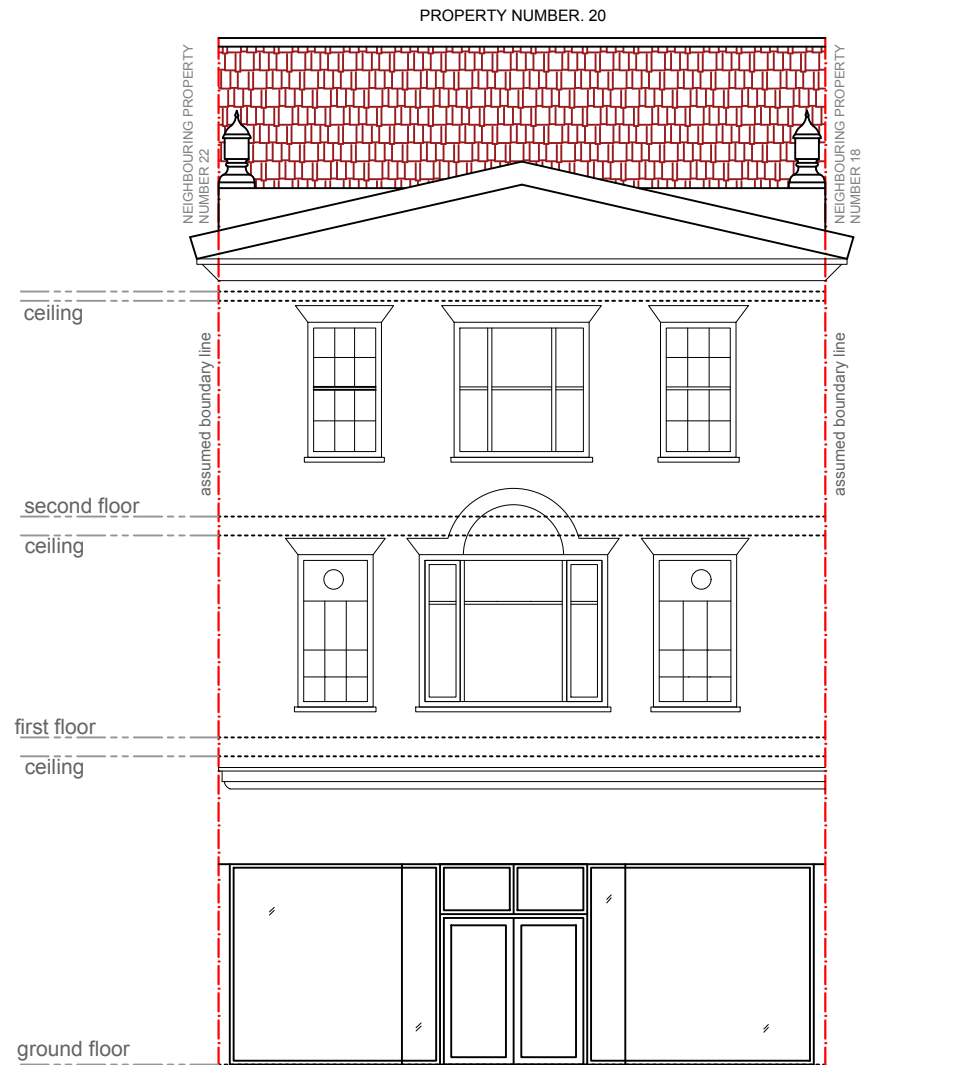 PROPERTY NUMBER. 20
NEIGHBOURING PROPERTY
NUMBER 22
NEIGHBOURING PROPERTY
NUMBER 18
ceiling
assumed boundary line
assumed boundary line
second floor
ceiling
first floor
ceiling
ground floor